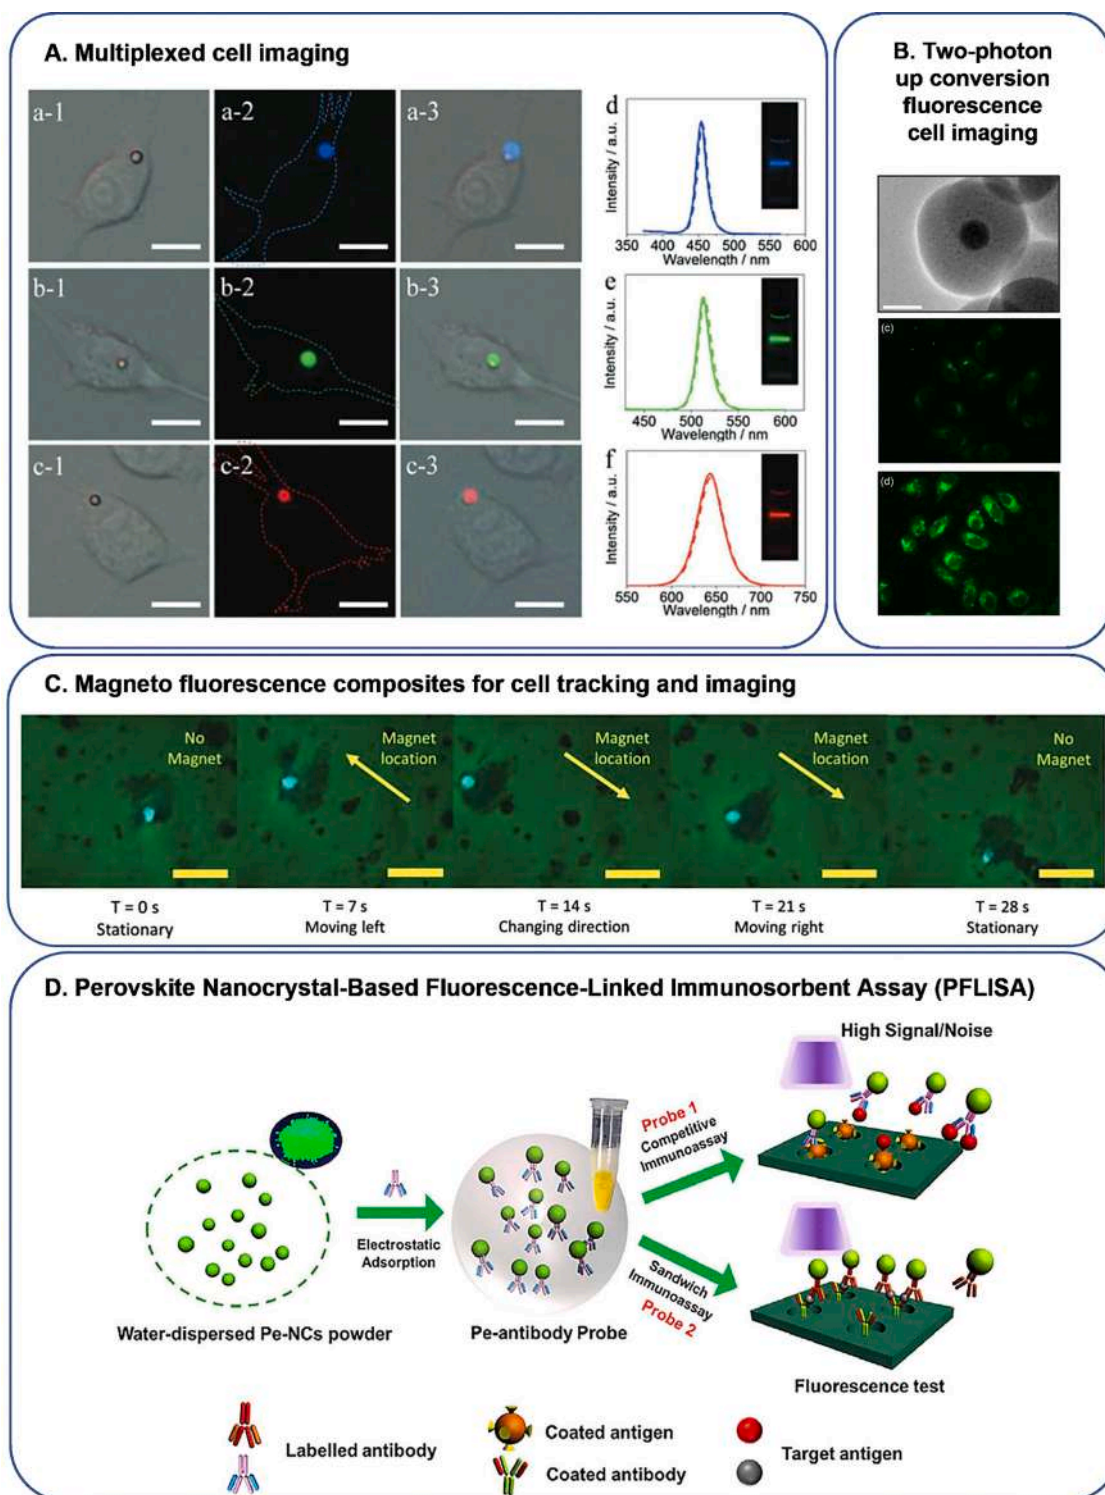 A. Multiplexed cell imaging
a-1
a-2
a-3
b-1
b-2
b-3
c-1
c-2
c-3
d
Intensity / a.u.
350 400 450 500 550 600
Wavelength / nm
e
Intensity / a.u.
450 500 550 600
Wavelength / nm
f
Intensity / a.u.
550 600 650 700 750
Wavelength / nm
B. Two-photon
up conversion
fluorescence
cell imaging
(c)
(d)
C. Magneto fluorescence composites for cell tracking and imaging
No
Magnet
Magnet
location
Magnet
location
Magnet
location
No
Magnet
T = 0 s
Stationary
T = 7 s
Moving left
T = 14 s
Changing direction
T = 21 s
Moving right
T = 28 s
Stationary
D. Perovskite Nanocrystal-Based Fluorescence-Linked Immunosorbent Assay (PFLISA)
High Signal/Noise
Probe 1
Competitive
Immunoassay
Electrostatic
Adsorption
Sandwich
Immunoassay
Probe 2
Water-dispersed Pe-NCs powder
Pe-antibody Probe
Fluorescence test
Labelled antibody
Coated antigen
Coated antibody
Target antigen